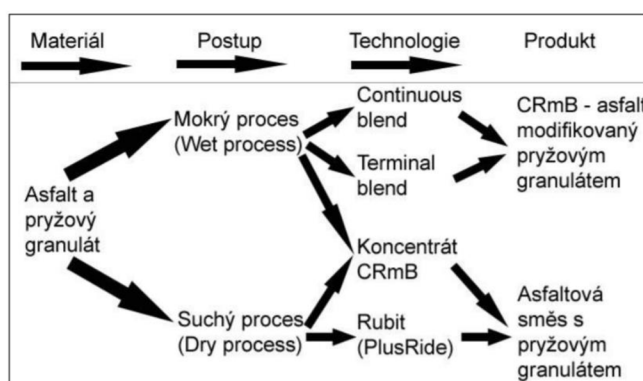 Materiál
Postup
Technologie
Produkt
Asfalt a
pryžový
granulát
Mokrý proces
(Wet process)
Suchý proces
(Dry process)
Continuous
blend
Terminal
blend
Koncentrát
CRmB
Rubit
(PlusRide)
CRmB - asfalt
modifikovaný
pryžovým
granulátem
Asfaltová
směs s
pryžovým
granulátem